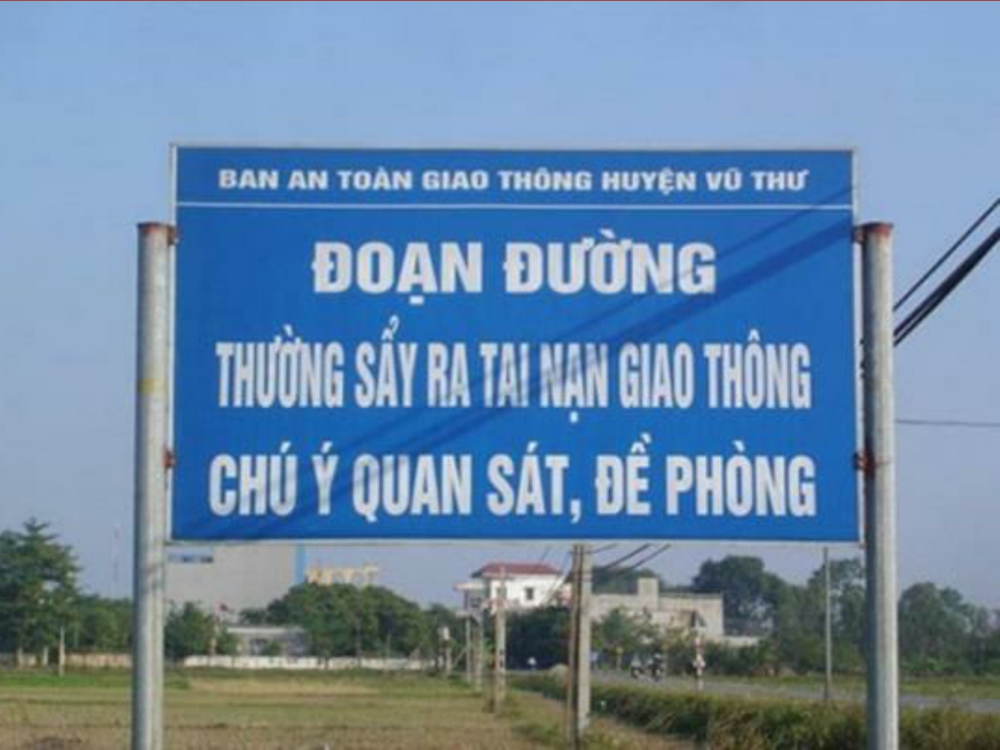 BAN AN TOÀN GIAO THÔNG HUYỆN VŨ THƯ
ĐOẠN ĐƯỜNG
THƯỜNG SẨY RA TAI NẠN GIAO THÔNG
CHÚ Ý QUAN SÁT, ĐỀ PHÒNG